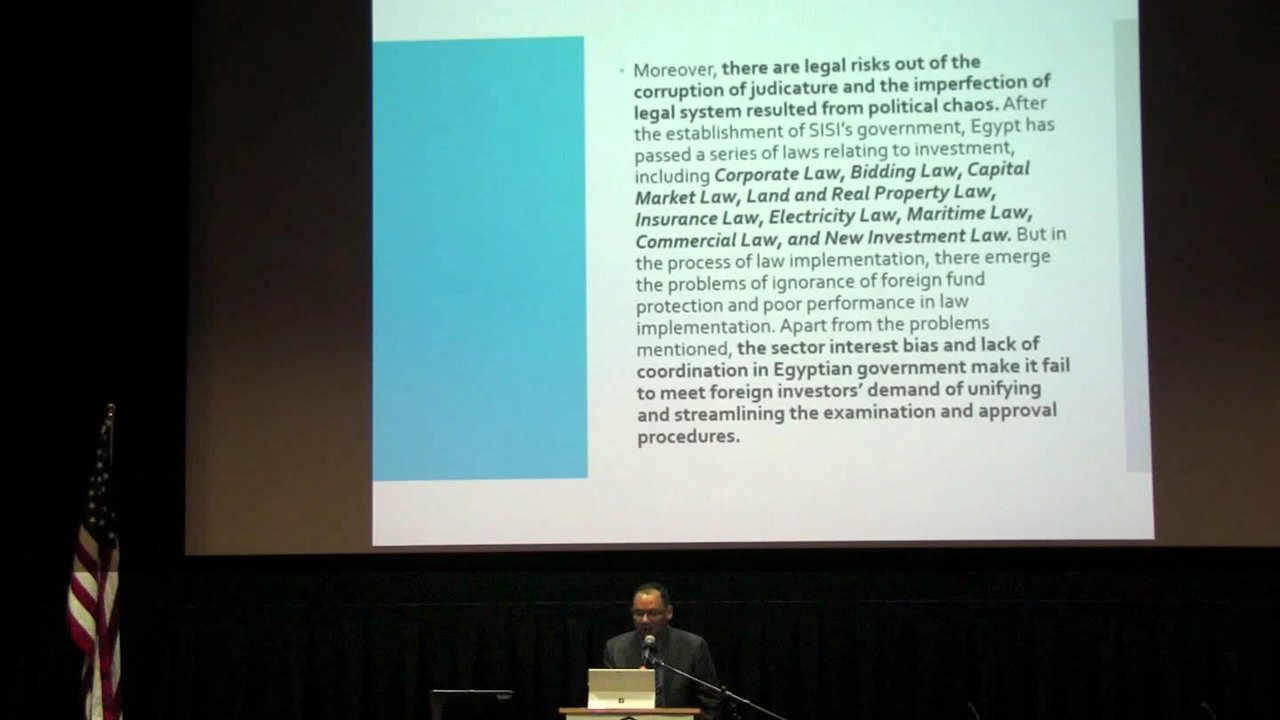 Moreover, there are legal risks out of the
corruption of judicature and the imperfection of
legal system resulted from political chaos. After
the establishment of SISI's government, Egypt has
passed a series of laws relating to investment,
including Corporate Law, Bidding Law, Capital
Market Law, Land and Real Property Law,
Insurance Law, Electricity Law, Maritime Law,
Commercial Law, and New Investment Law. But in
the process of law implementation, there emerge
the problems of ignorance of foreign fund
protection and poor performance in law
implementation. Apart from the problems
mentioned, the sector interest bias and lack of
coordination in Egyptian government make it fail
to meet foreign investors' demand of unifying
and streamlining the examination and approval
procedures.